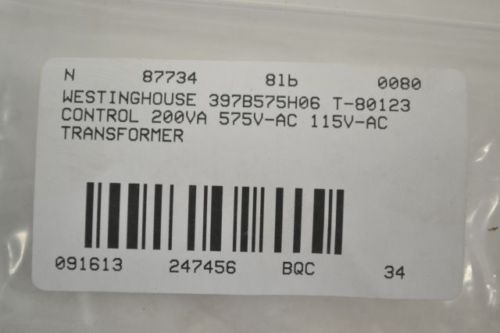 N 87734 81b 0080
WESTINGHOUSE 397B575H06 T-80123
CONTROL 200VA 575V-AC 115V-AC
TRANSFORMER
091613 247456 BQC 34